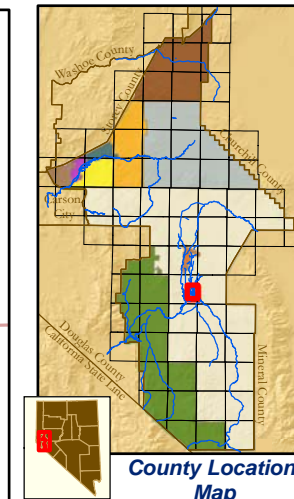 Washoe County
Storey County
Churchill County
Carson
City
Douglas County
California State Line
Mineral County
County Location
Map